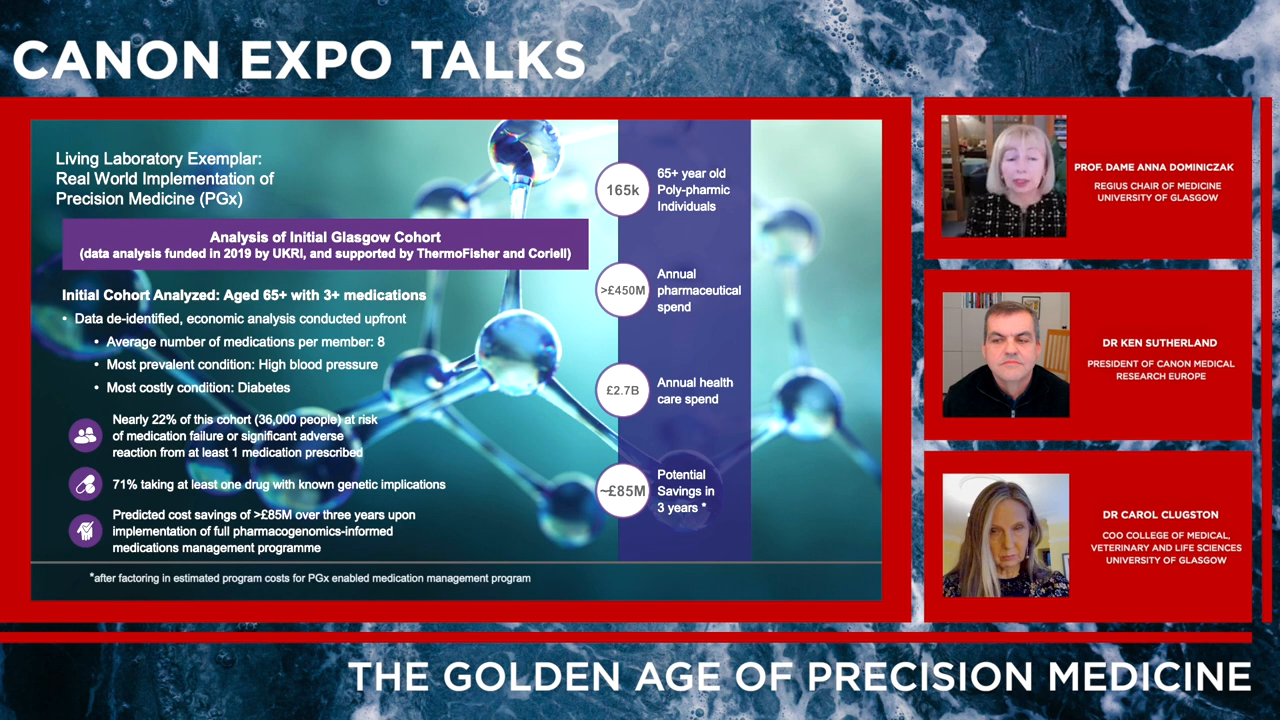 CANON EXPO TALKS
Living Laboratory Exemplar:
Real World Implementation of
Precision Medicine (PGx)
Analysis of Initial Glasgow Cohort
(data analysis funded in 2019 by UKRI, and supported by ThermoFisher and Coriell)
Initial Cohort Analyzed: Aged 65+ with 3+ medications
• Data de-identified, economic analysis conducted upfront
• Average number of medications per member: 8
• Most prevalent condition: High blood pressure
• Most costly condition: Diabetes
Nearly 22% of this cohort (36,000 people) at risk
of medication failure or significant adverse
reaction from at least 1 medication prescribed
71% taking at least one drug with known genetic implications
Predicted cost savings of >£85M over three years upon
implementation of full pharmacogenomics-informed
medications management programme
165k
65+ year old
Poly-pharmic
Individuals
>£450M
Annual
pharmaceutical
spend
£2.7B
Annual health
care spend
~£85M
Potential
Savings in
3 years *
*after factoring in estimated program costs for PGx enabled medication management program
PROF. DAME ANNA DOMINICZAK
REGIUS CHAIR OF MEDICINE
UNIVERSITY OF GLASGOW
DR KEN SUTHERLAND
PRESIDENT OF CANON MEDICAL
RESEARCH EUROPE
DR CAROL CLUGSTON
COO COLLEGE OF MEDICAL,
VETERINARY AND LIFE SCIENCES
UNIVERSITY OF GLASGOW
THE GOLDEN AGE OF PRECISION MEDICINE